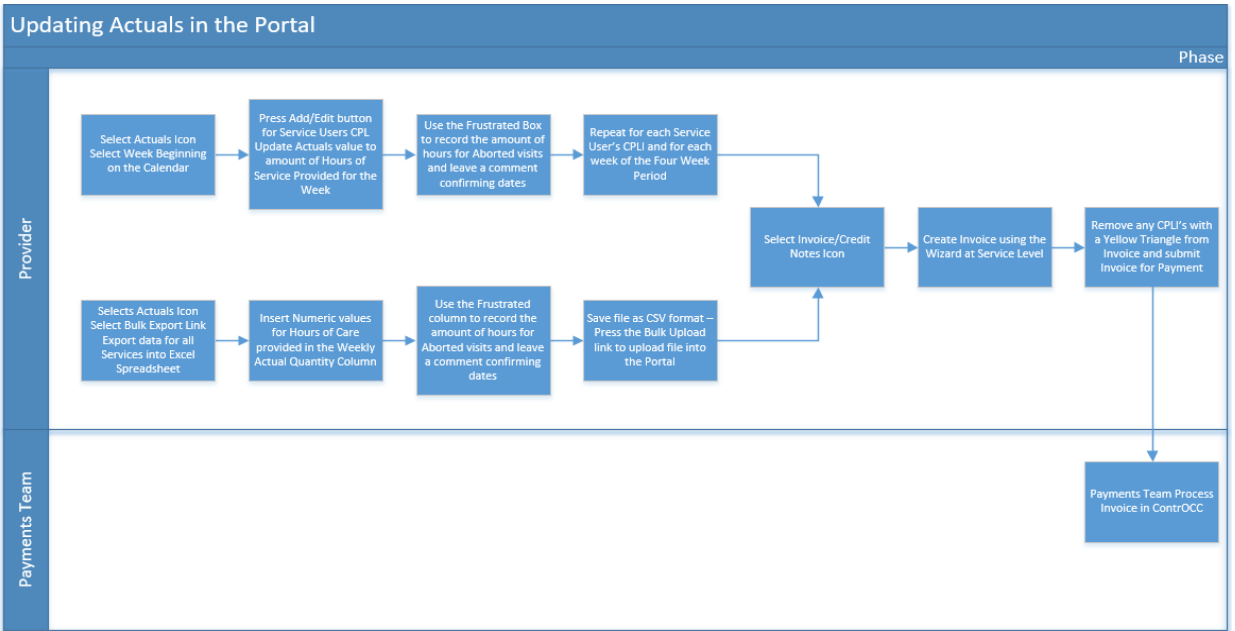 Updating Actuals in the Portal
Phase
Provider
Select Actuals Icon
Select Week Beginning
on the Calendar
Press Add/Edit button
for Service Users CPL
Update Actuals value to
amount of Hours of
Service Provided for the
Week
Use the Frustrated Box
to record the amount of
hours for Aborted visits
and leave a comment
confirming dates
Repeat for each Service
User's CPLI and for each
week of the Four Week
Period
Selects Actuals Icon
Select Bulk Export Link
Export data for all
Services into Excel
Spreadsheet
Insert Numeric values
for Hours of Care
provided in the Weekly
Actual Quantity Column
Use the Frustrated
column to record the
amount of hours for
Aborted visits and leave
a comment confirming
dates
Save file as CSV format –
Press the Bulk Upload
link to upload file into
the Portal
Select Invoice/Credit
Notes Icon
Create Invoice using the
Wizard at Service Level
Remove any CPLI's with
a Yellow Triangle from
Invoice and submit
Invoice for Payment
Payments Team
Payments Team Process
Invoice in ContrOCC